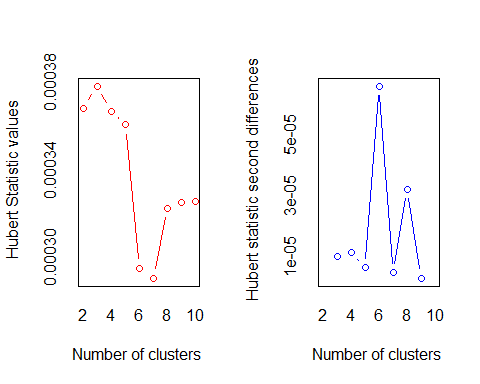 Hubert Statistic values
0.00038
0.00034
0.00030
2 4 6 8 10
Number of clusters
Hubert statistic second differences
5e-05
3e-05
1e-05
2 4 6 8 10
Number of clusters